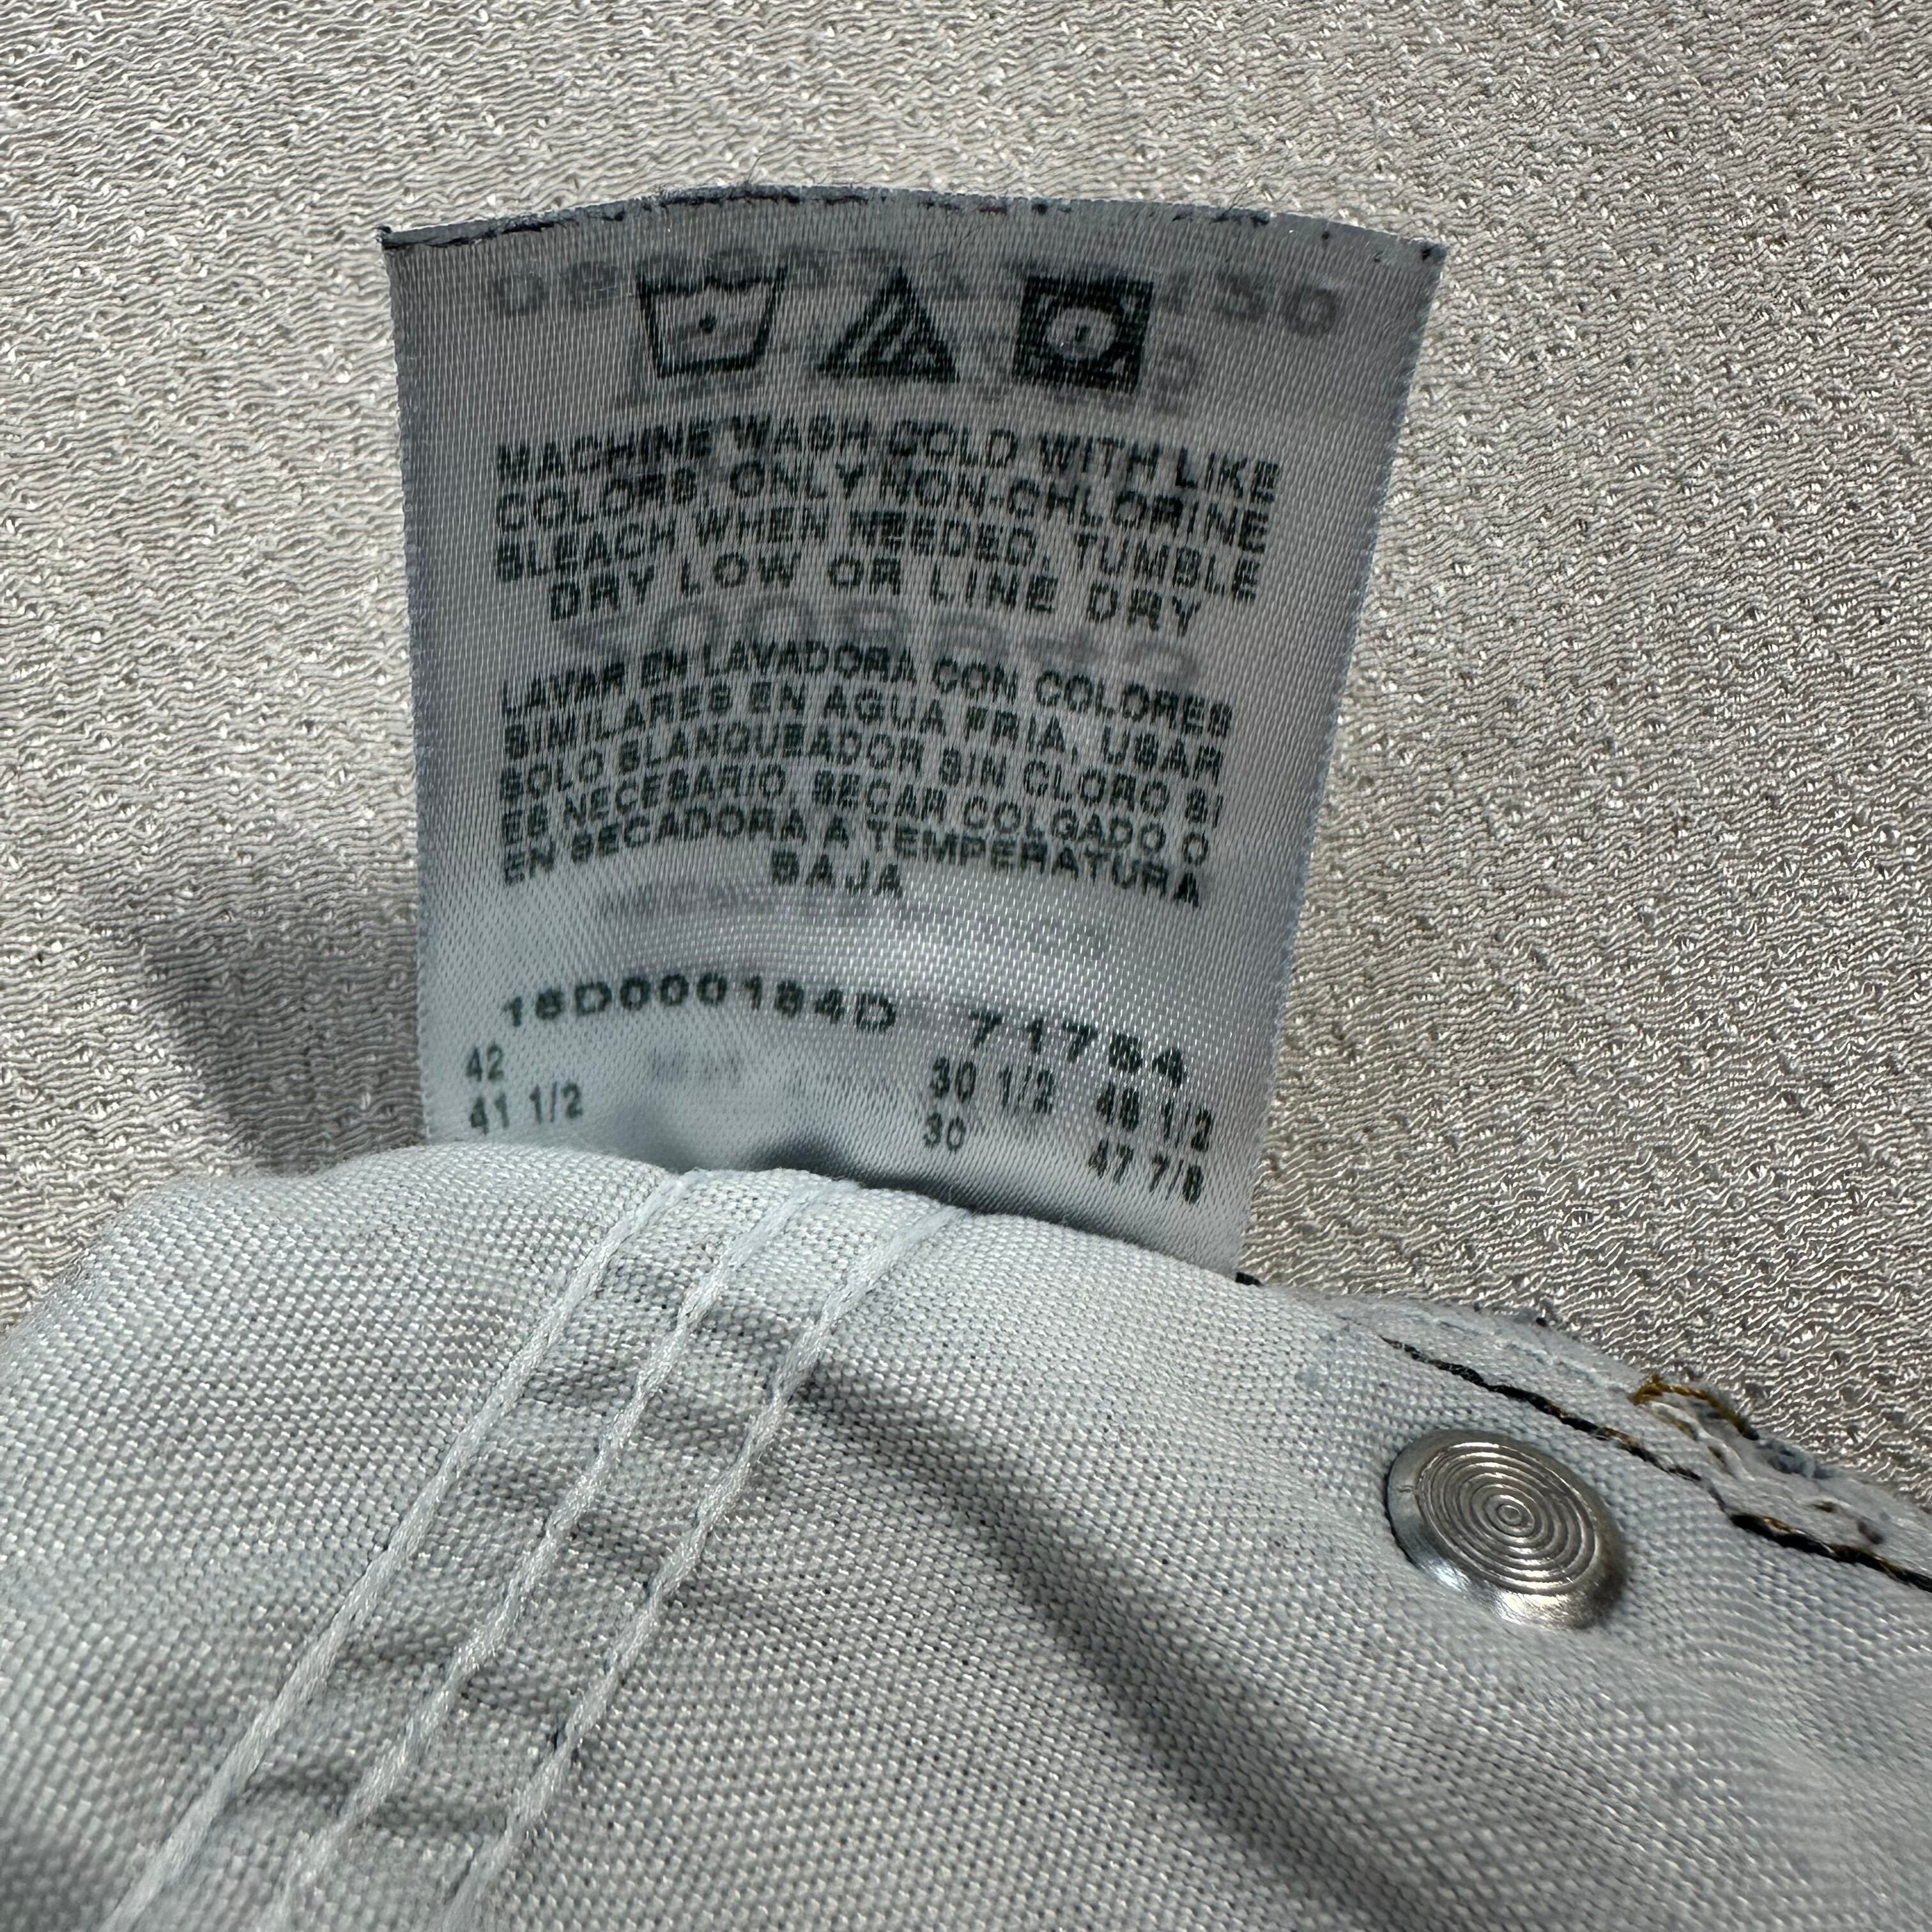 MACHINE WASH COLD WITH LIKE
COLORS, ONLY NON-CHLORINE
BLEACH WHEN NEEDED, TUMBLE
DRY LOW OR LINE DRY
LAVAR EN LAVADORA CON COLORES
SIMILARES EN AGUA FRIA, USAR
SOLO BLANQUEADOR SIN CLORO SI
ES NECESARIO, SECAR COLGADO O
EN SECADORA A TEMPERATURA
BAJA
16D000184D 71784
42 30 1/2 48 1/2
41 1/2 30 47 7/8